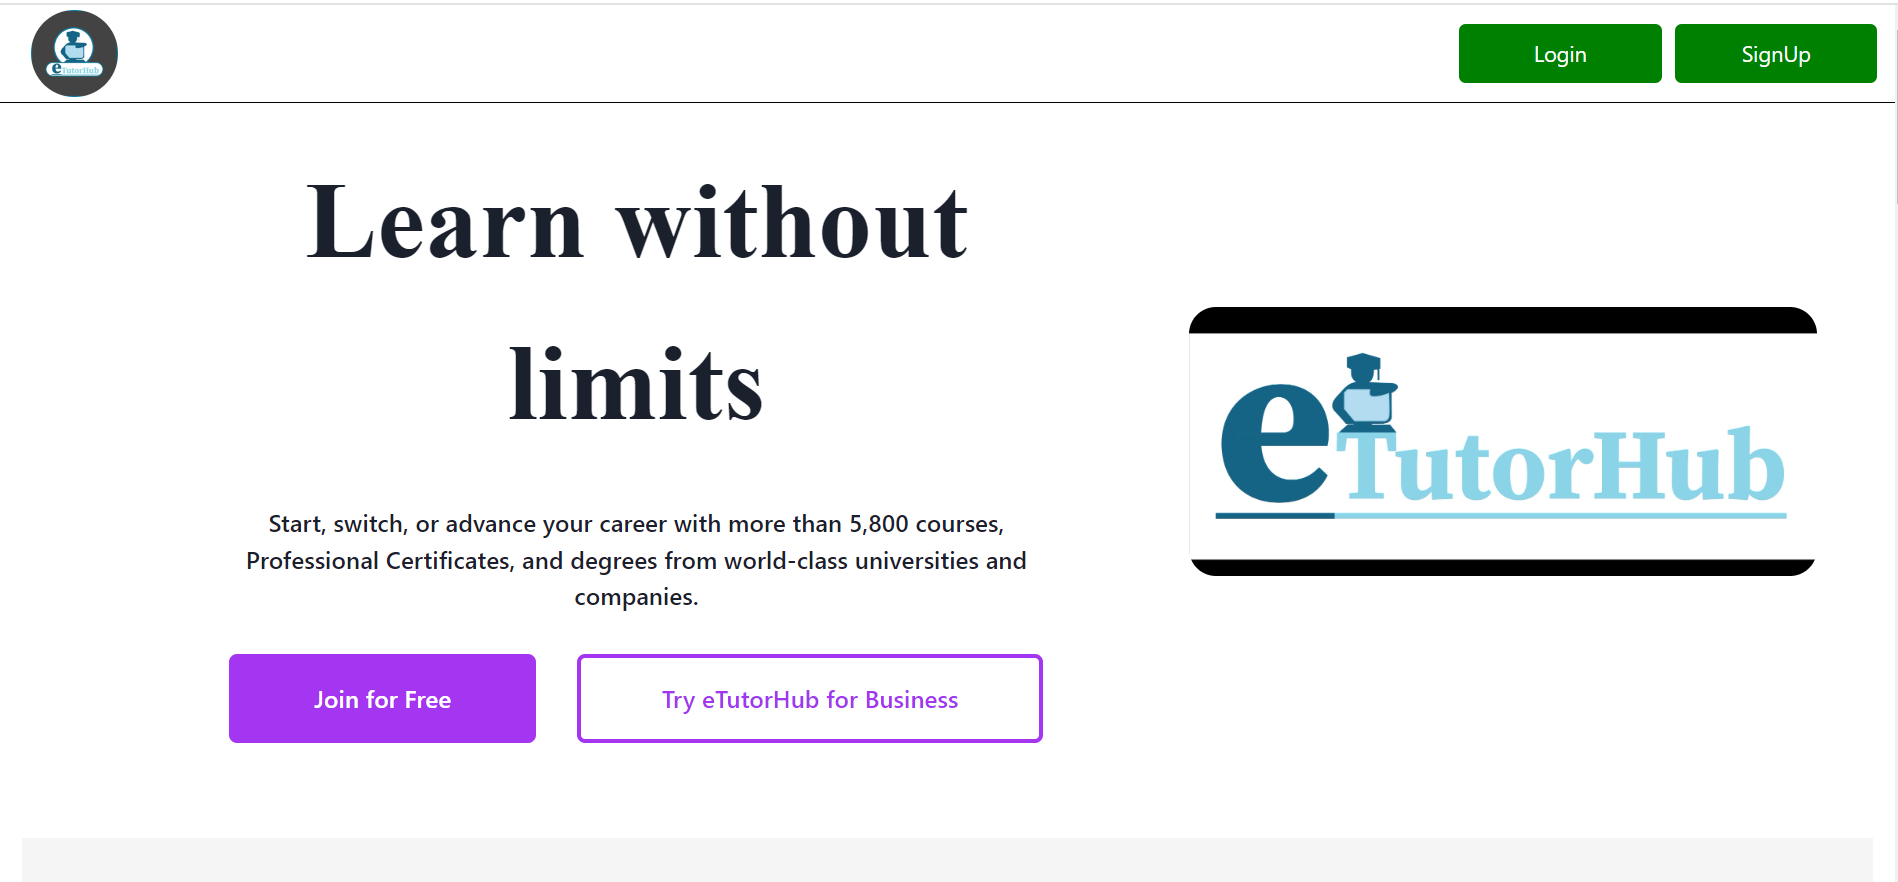 eTutorHub
Login
SignUp
Learn without
limits
eTutorHub
Start, switch, or advance your career with more than 5,800 courses,
Professional Certificates, and degrees from world-class universities and
companies.
Join for Free
Try eTutorHub for Business